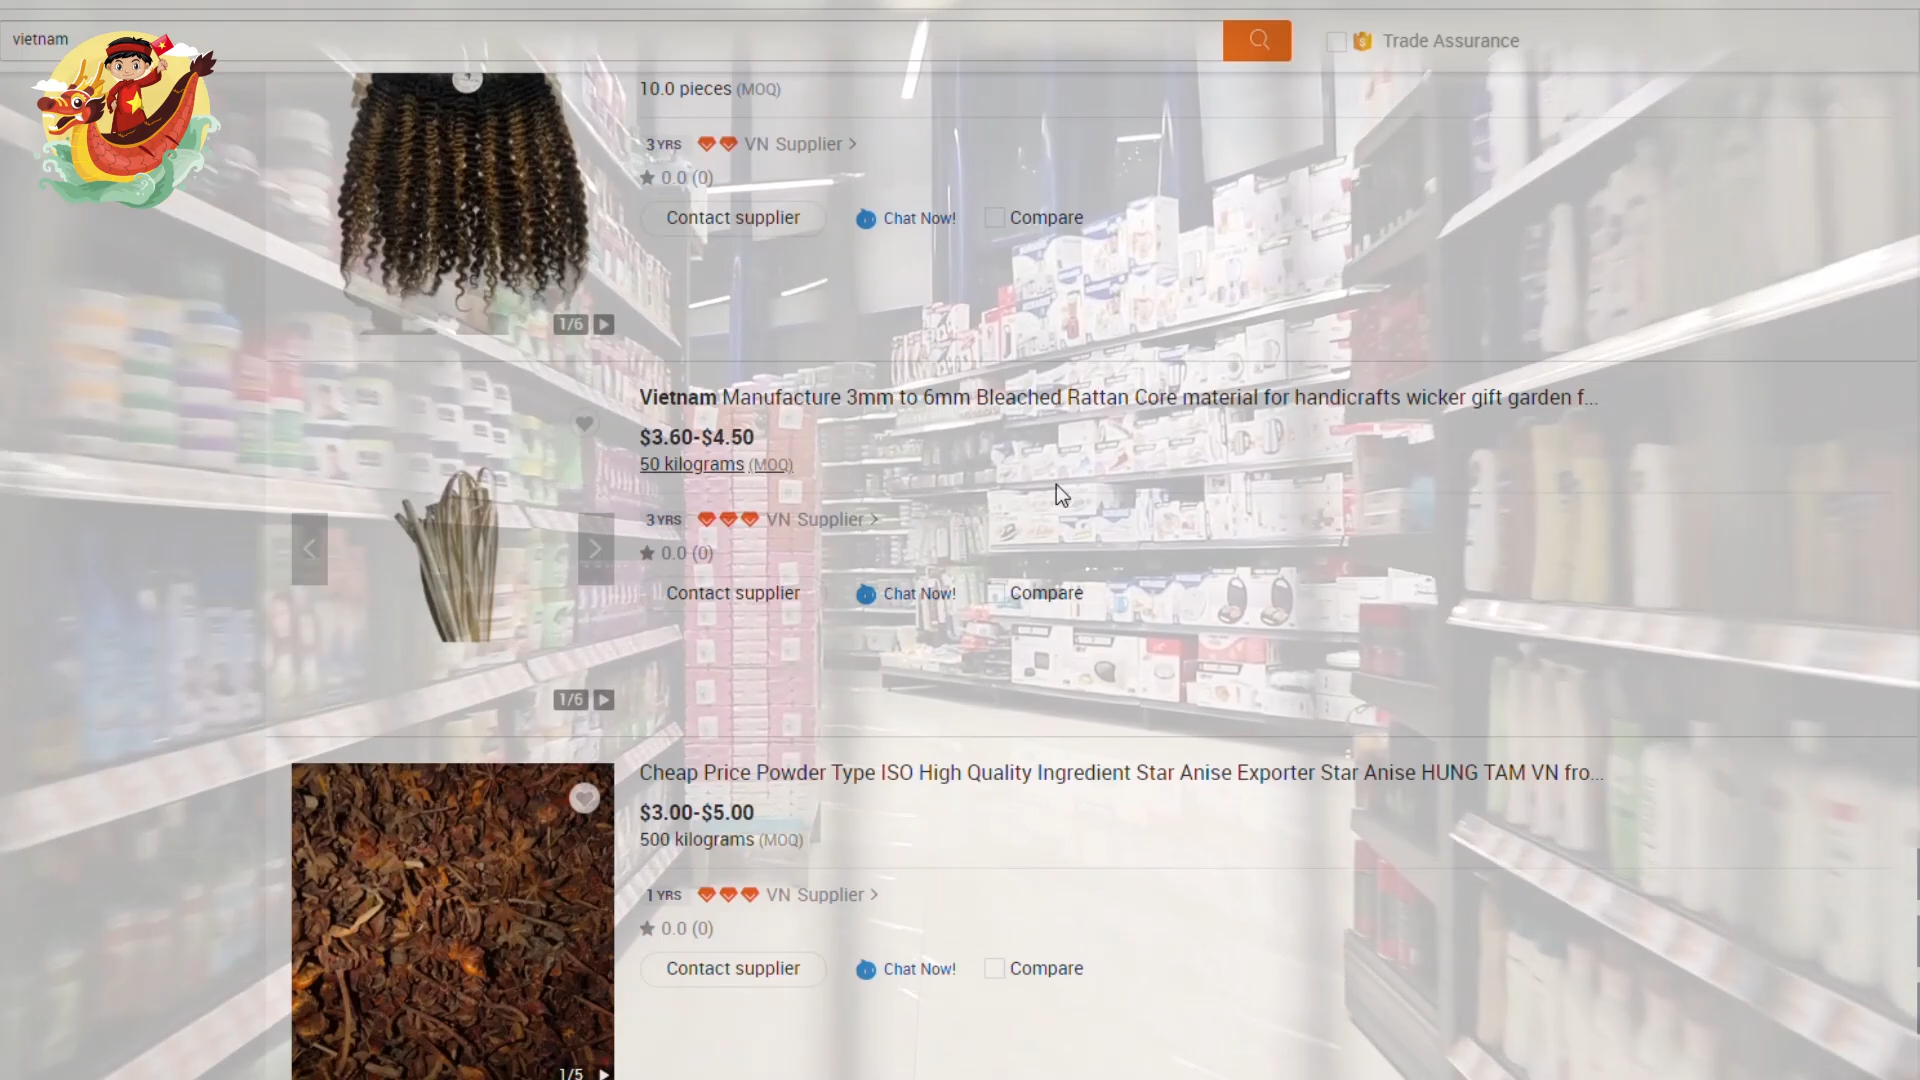 vietnam
Trade Assurance
10.0 pieces (MOQ)
3 YRS VN Supplier >
0.0 (0)
Contact supplier Chat Now! Compare
1/6
Vietnam Manufacture 3mm to 6mm Bleached Rattan Core material for handicrafts wicker gift garden f...
$3.60-$4.50
50 kilograms (MOQ)
3 YRS VN Supplier >
0.0 (0)
Contact supplier Chat Now! Compare
1/6
Cheap Price Powder Type ISO High Quality Ingredient Star Anise Exporter Star Anise HUNG TAM VN fro...
$3.00-$5.00
500 kilograms (MOQ)
1 YRS VN Supplier >
0.0 (0)
Contact supplier Chat Now! Compare
1/5